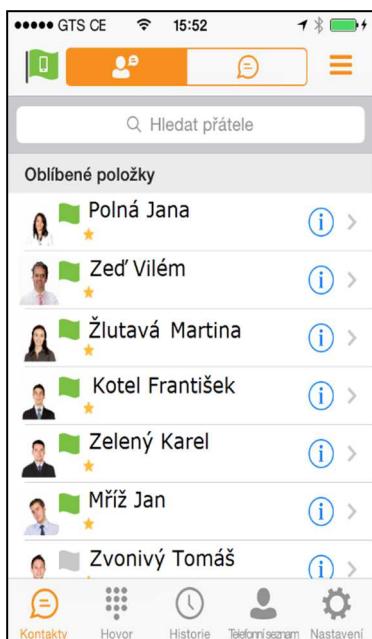 GTS CE 15:52
Hledat přátele
Oblíbené položky
Polná Jana
Zeď Vilém
Žlutavá Martina
Kotel František
Zelený Karel
Mříž Jan
Zvonivý Tomáš
Kontakty Hovor Historie Telefonní seznam Nastavení